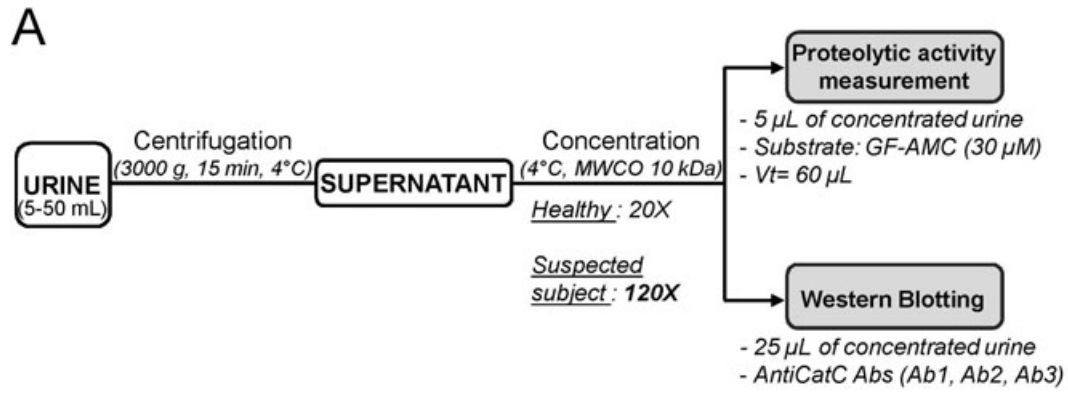 A
URINE
(5-50 mL)
Centrifugation
(3000 g, 15 min, 4°C)
SUPERNATANT
Concentration
(4°C, MWCO 10 kDa)
Healthy : 20X
Suspected
subject : 120X
Proteolytic activity
measurement
- 5 µL of concentrated urine
- Substrate: GF-AMC (30 µM)
- Vt= 60 µL
Western Blotting
- 25 µL of concentrated urine
- AntiCatC Abs (Ab1, Ab2, Ab3)